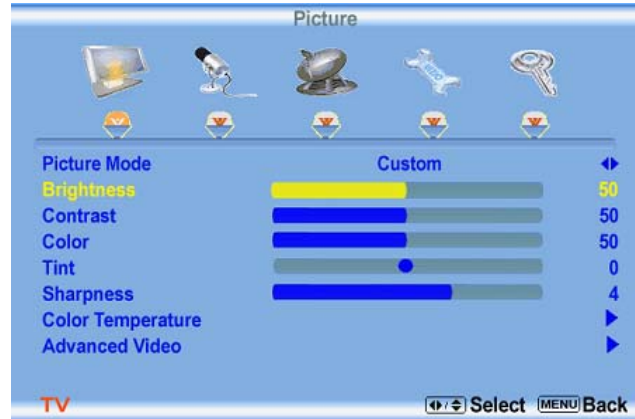 Picture
Picture Mode Custom
Brightness 50
Contrast 50
Color 50
Tint 0
Sharpness 4
Color Temperature
Advanced Video
TV Select MENU Back